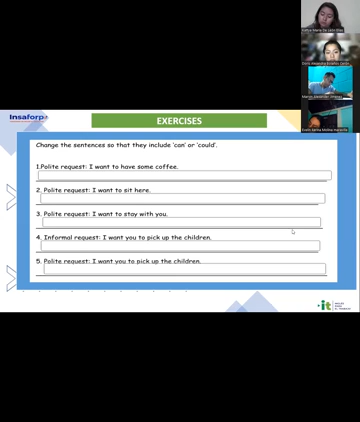 Insaforp
EXERCISES
Change the sentences so that they include 'can' or 'could'.
1.Polite request: I want to have some coffee.
2. Polite request: I want to sit here.
3. Polite request: I want to stay with you.
4. Informal request: I want you to pick up the children.
5. Polite request: I want you to pick up the children.
it